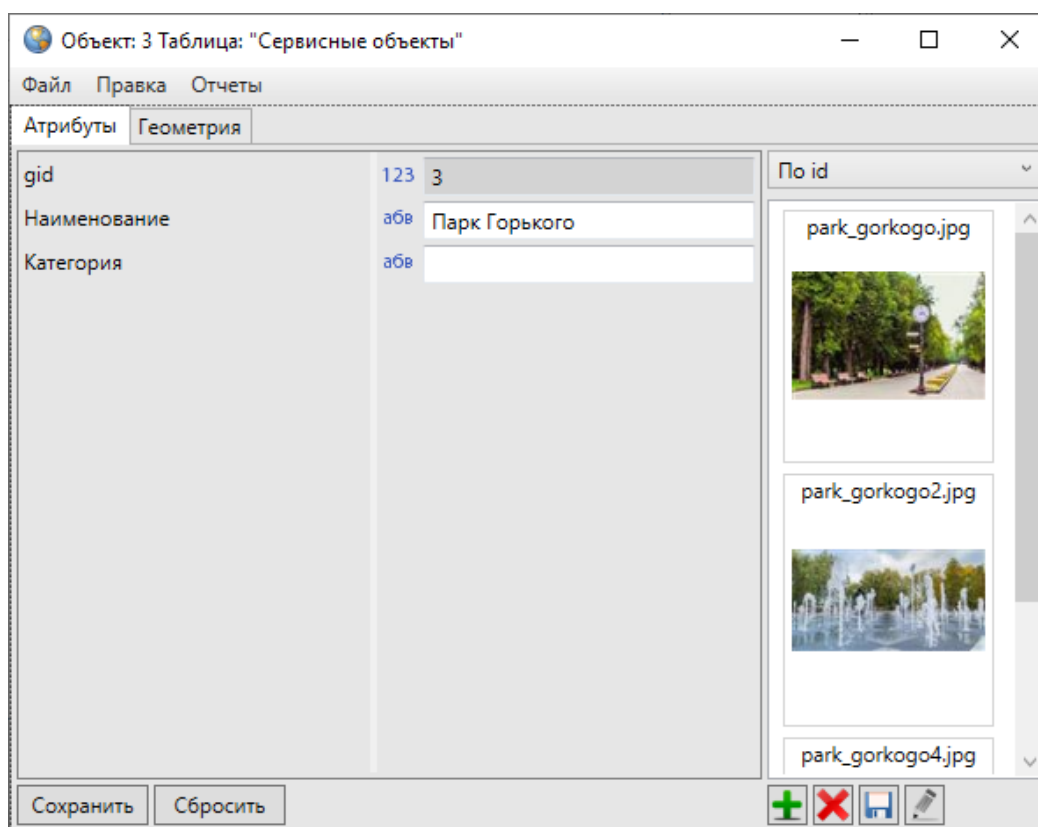 Объект: 3 Таблица: "Сервисные объекты"
Файл Правка Отчеты
Атрибуты Геометрия
gid 123 3
Наименование абв Парк Горького
Категория абв
По id
park_gorkogo.jpg
park_gorkogo2.jpg
park_gorkogo4.jpg
Сохранить Сбросить